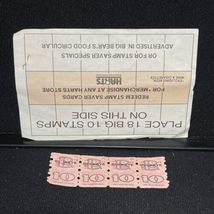 PLACE 18 BIG 10 STAMPS
ON THIS SIDE
REDEEM STAMP SAVER CARDS
FOR *MERCHANDISE AT ANY HARTS STORE
HARTS
OR FOR STAMP SAVER SPECIALS
ADVERTISED IN BIG BEAR'S FOOD CIRCULAR
10 10 10 10